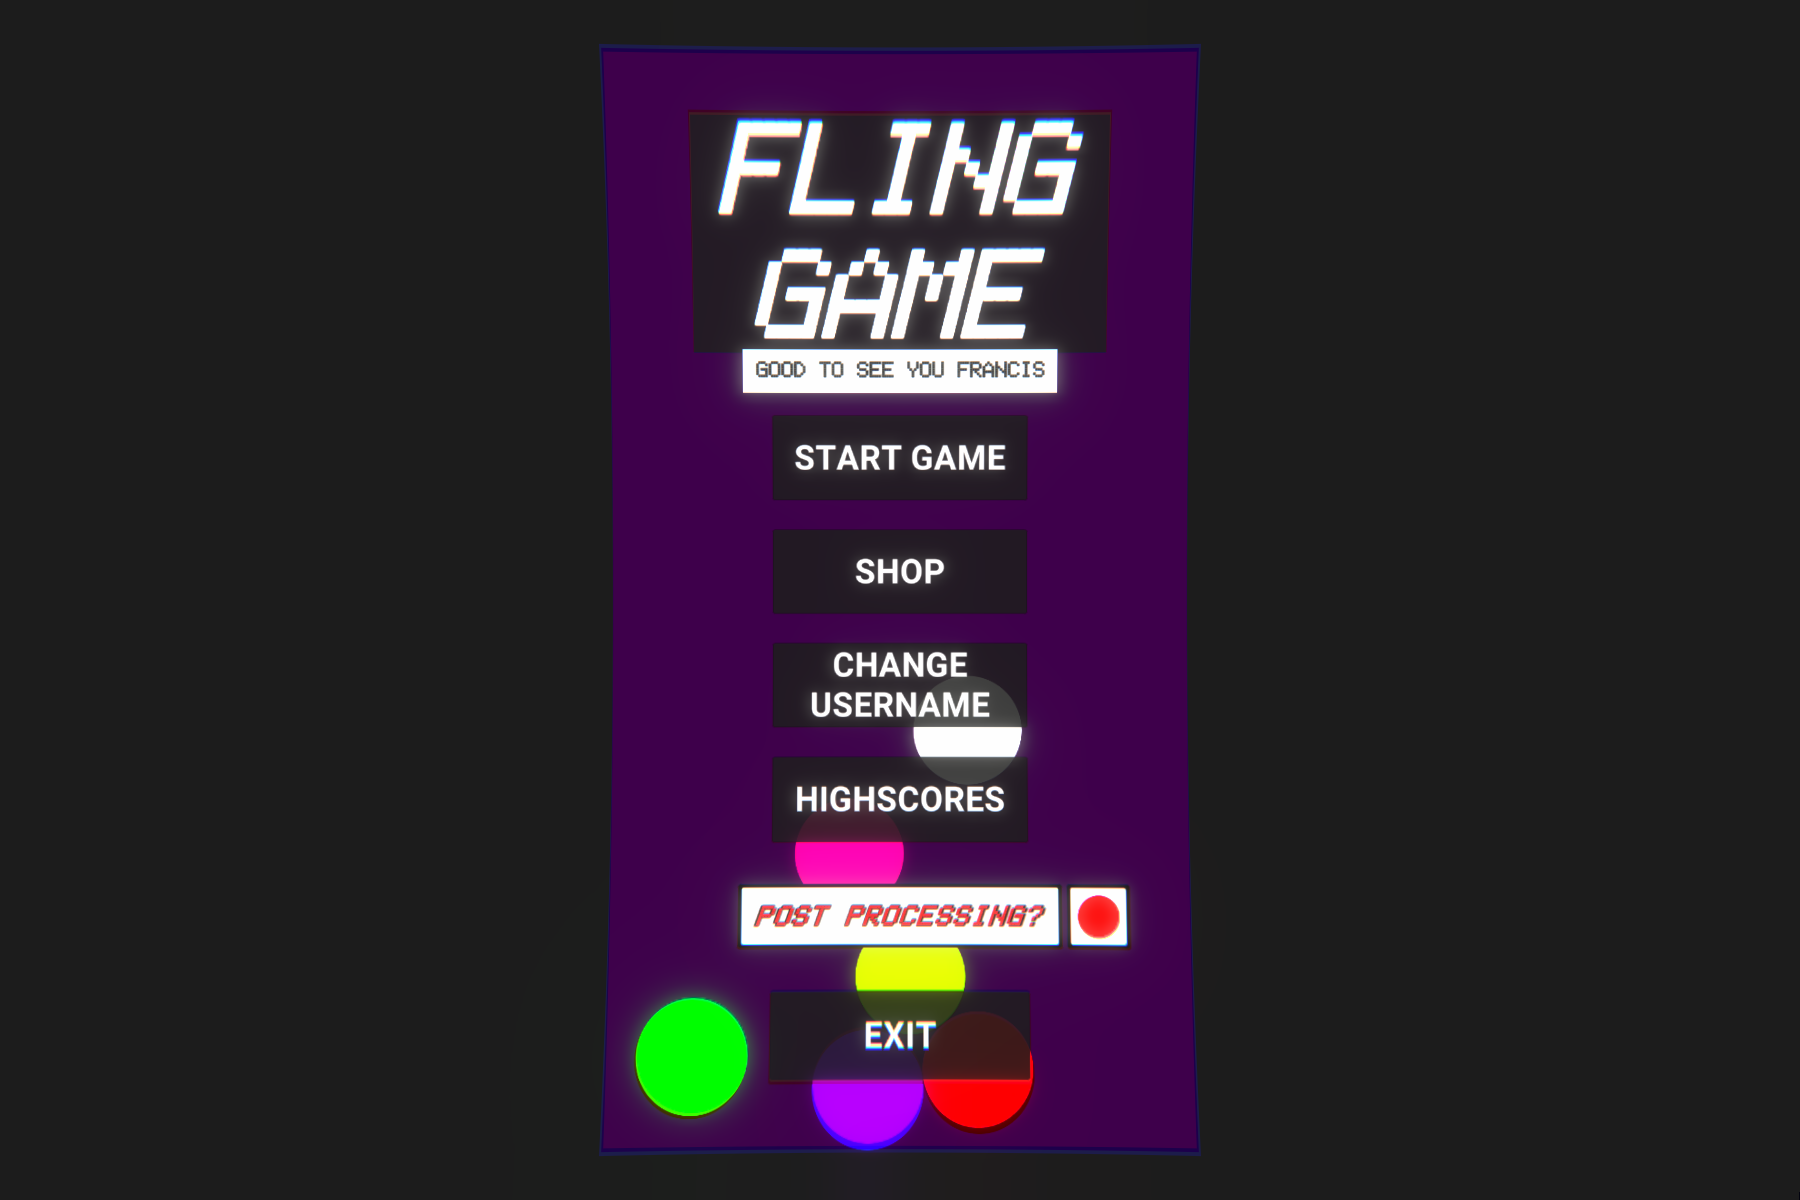 FLING
GAME
GOOD TO SEE YOU FRANCIS
START GAME
SHOP
CHANGE
USERNAME
HIGHSCORES
POST PROCESSING?
EXIT